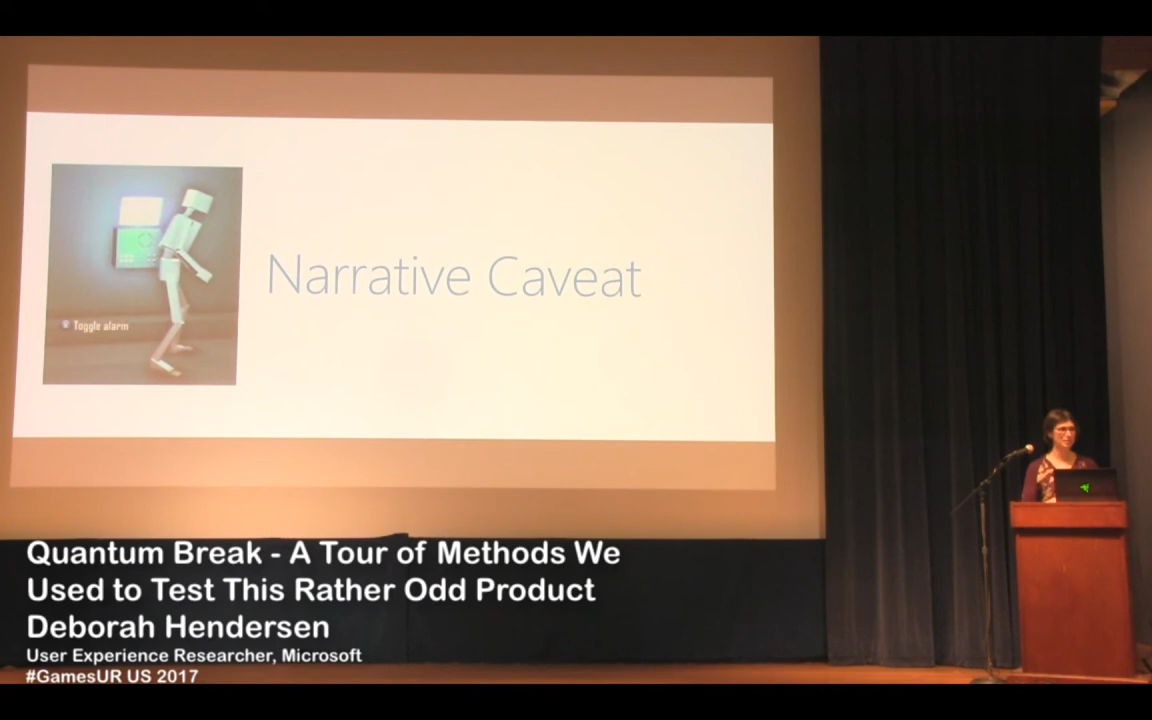 Narrative Caveat
Toggle alarm
Quantum Break - A Tour of Methods We
Used to Test This Rather Odd Product
Deborah Hendersen
User Experience Researcher, Microsoft
#GamesUR US 2017